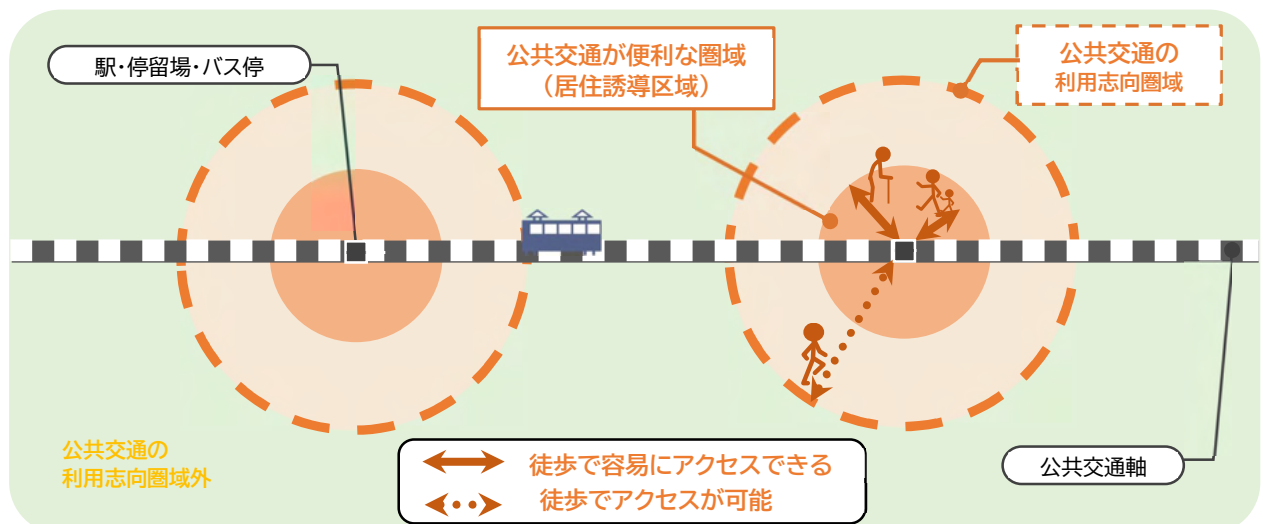 駅・停留場・バス停
公共交通が便利な圏域
（居住誘導区域）
公共交通の
利用志向圏域
公共交通の
利用志向圏域外
徒歩で容易にアクセスできる
徒歩でアクセスが可能
公共交通軸